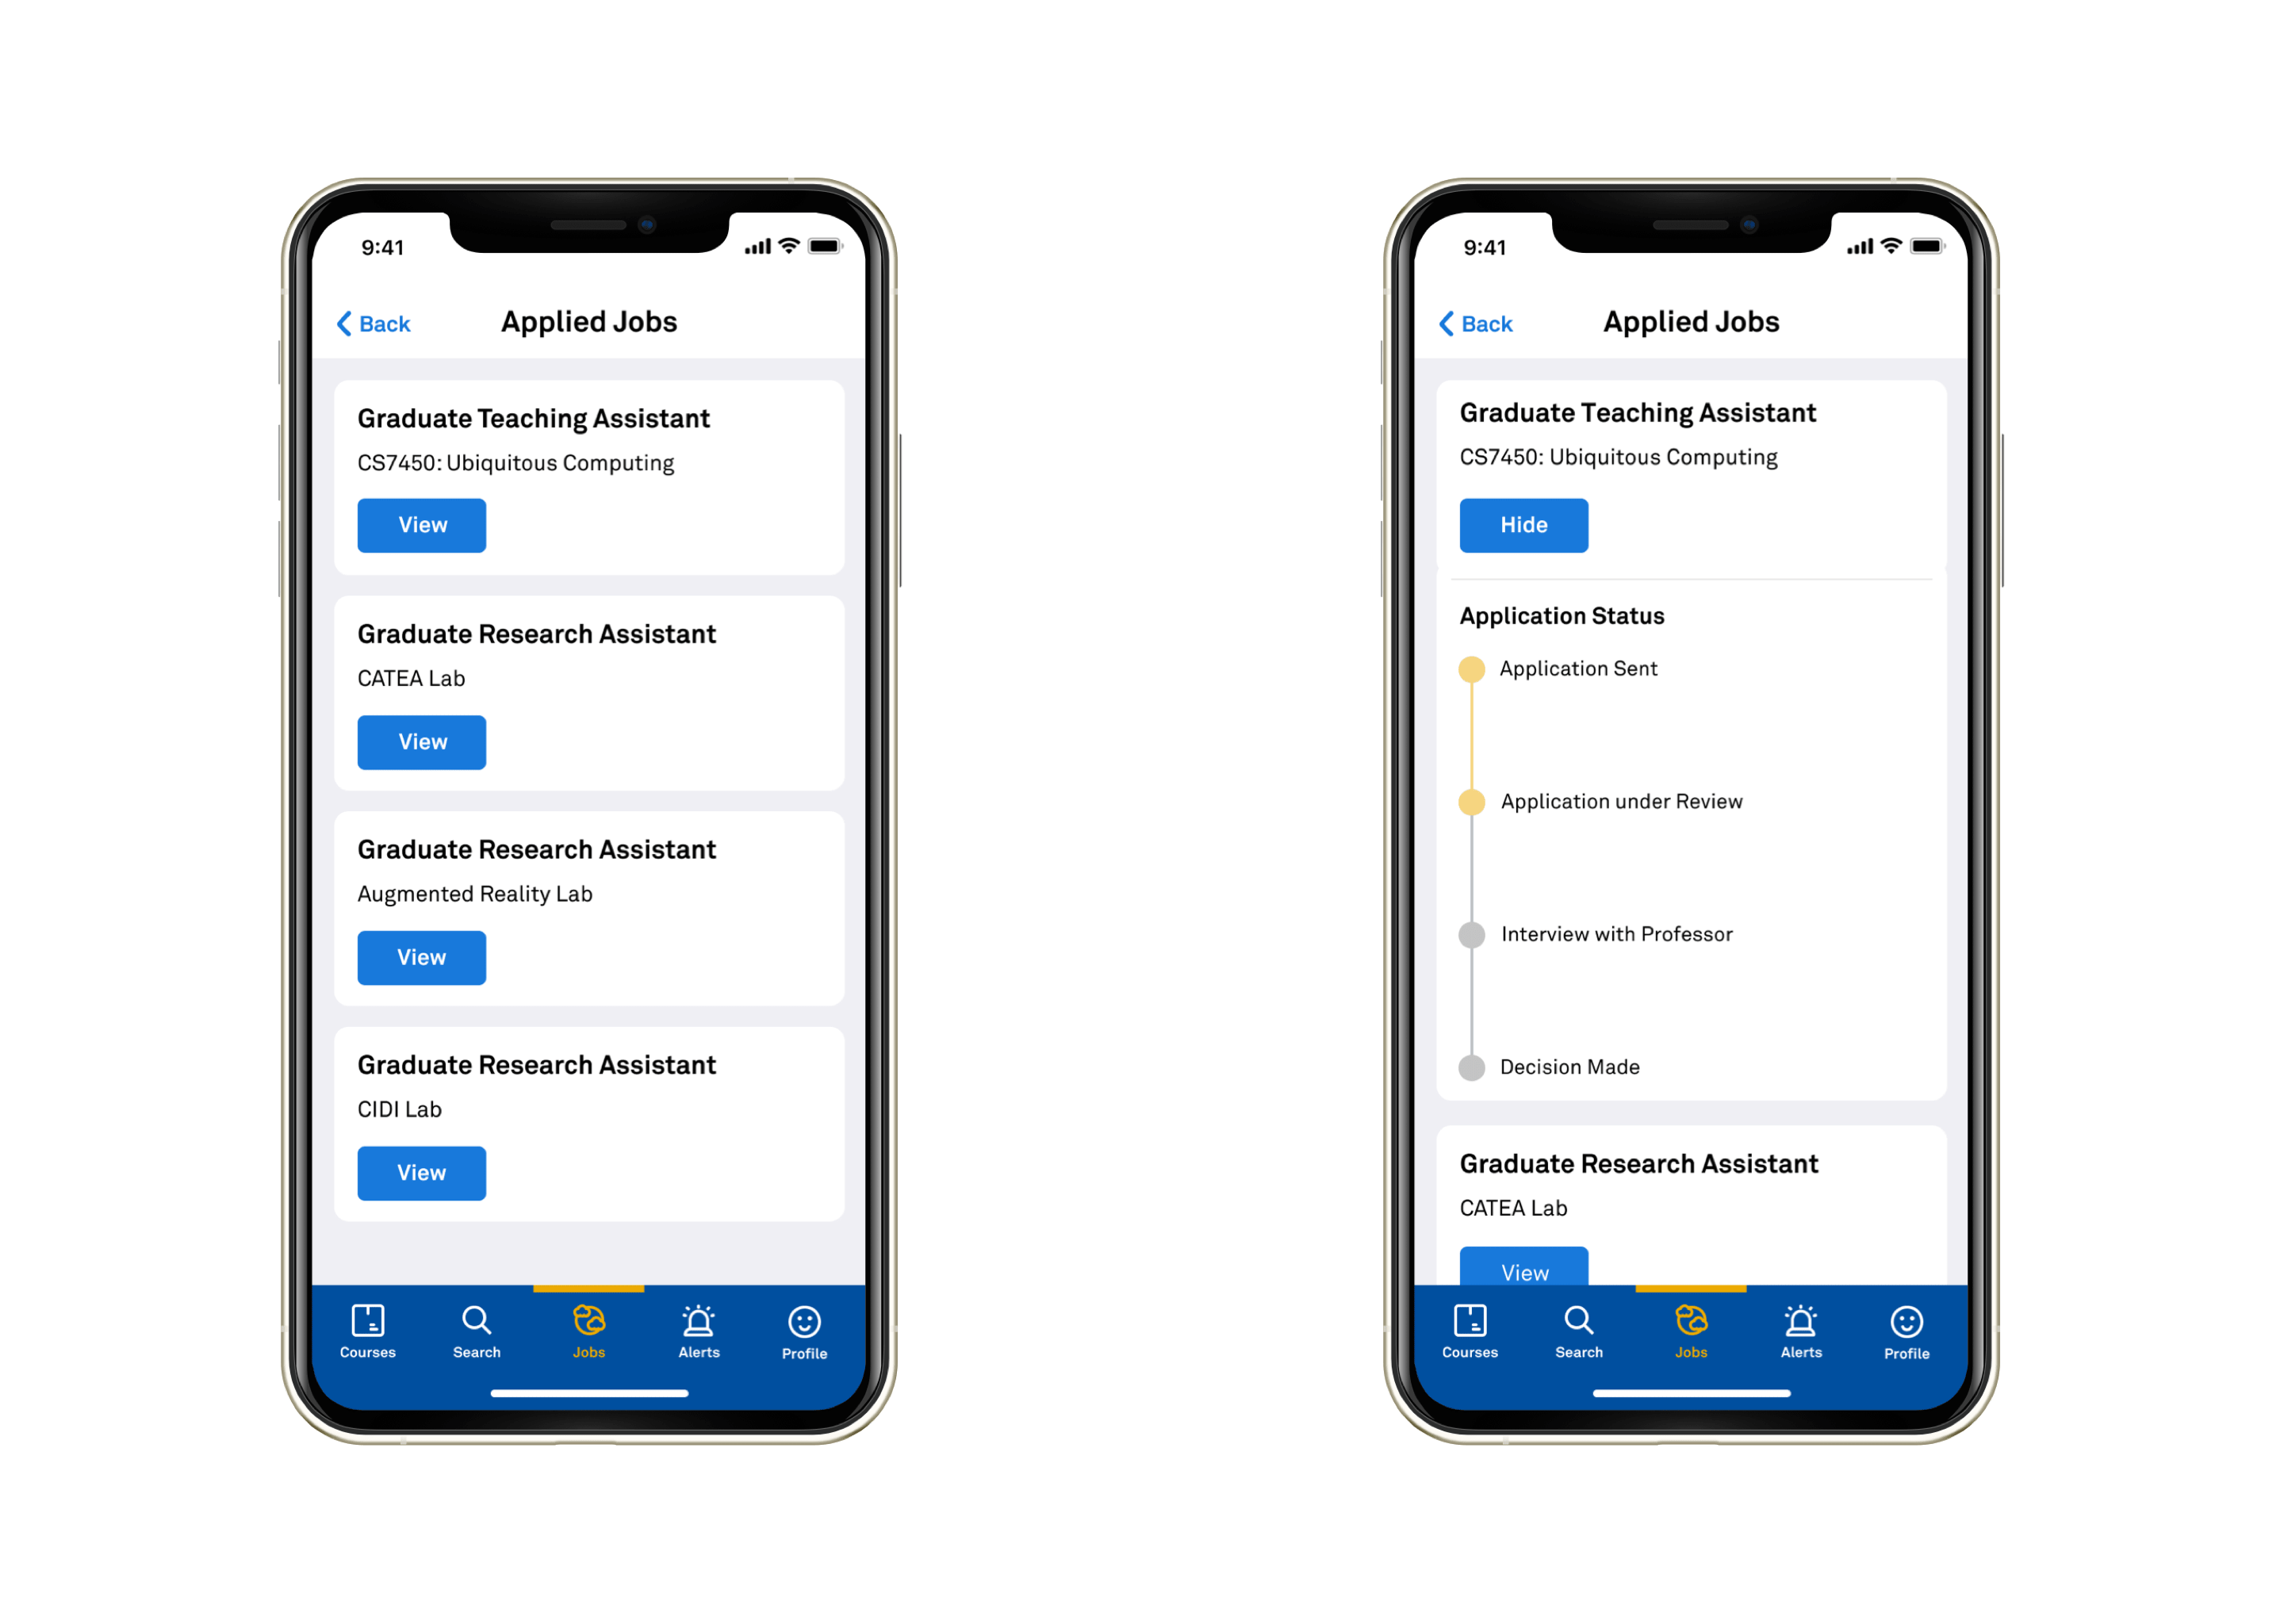 9:41
Back
Applied Jobs
Graduate Teaching Assistant
CS7450: Ubiquitous Computing
View
Graduate Research Assistant
CATEA Lab
View
Graduate Research Assistant
Augmented Reality Lab
View
Graduate Research Assistant
CIDI Lab
View
Courses
Search
Jobs
Alerts
Profile
9:41
Back
Applied Jobs
Graduate Teaching Assistant
CS7450: Ubiquitous Computing
Hide
Application Status
Application Sent
Application under Review
Interview with Professor
Decision Made
Graduate Research Assistant
CATEA Lab
View
Courses
Search
Jobs
Alerts
Profile